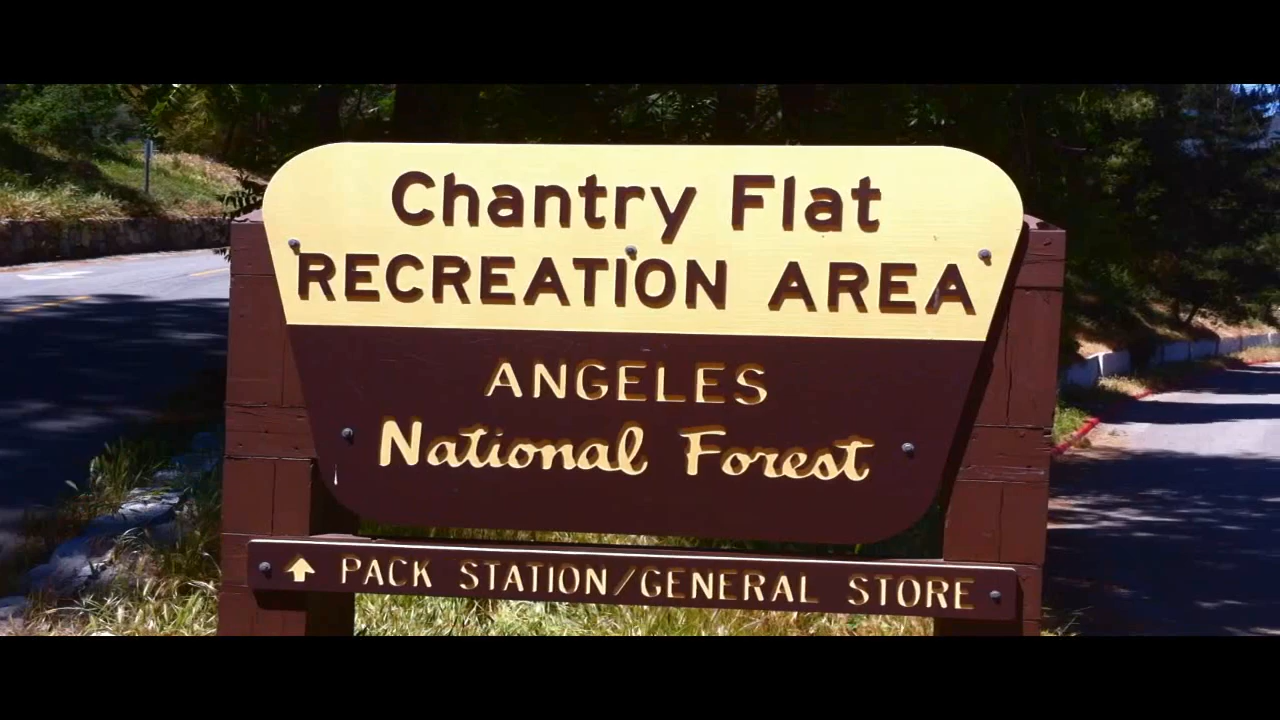 Chantry Flat
RECREATION AREA
ANGELES
National Forest
PACK STATION/GENERAL STORE